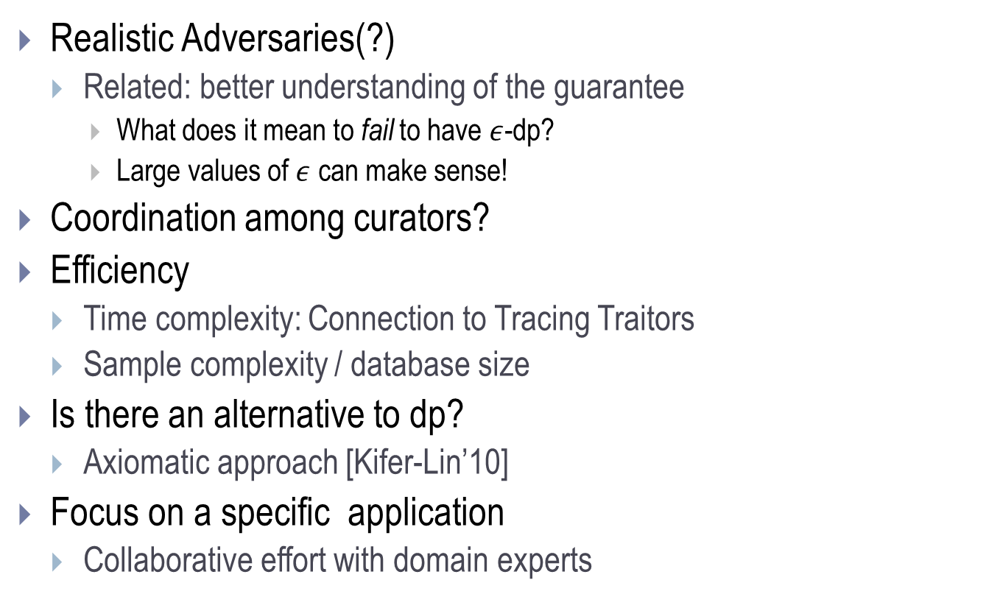 Realistic Adversaries(?)
Related: better understanding of the guarantee
What does it mean to fail to have ϵ-dp?
Large values of ϵ can make sense!
Coordination among curators?
Efficiency
Time complexity: Connection to Tracing Traitors
Sample complexity / database size
Is there an alternative to dp?
Axiomatic approach [Kifer-Lin’10]
Focus on a specific  application
Collaborative effort with domain experts